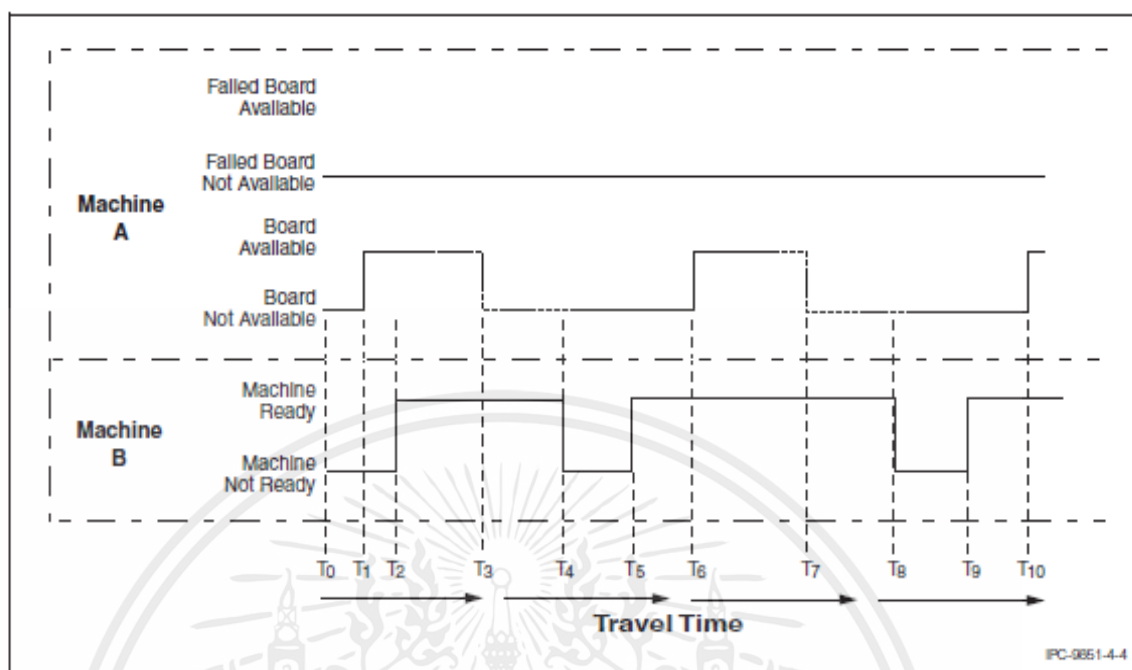 Failed Board
Available
Failed Board
Not Available
Machine
A
Board
Available
Board
Not Available
Machine
Ready
Machine
B
Machine
Not Ready
T0 T1 T2 T3 T4 T5 T6 T7 T8 T9 T10
Travel Time
IPC-9851-4-4